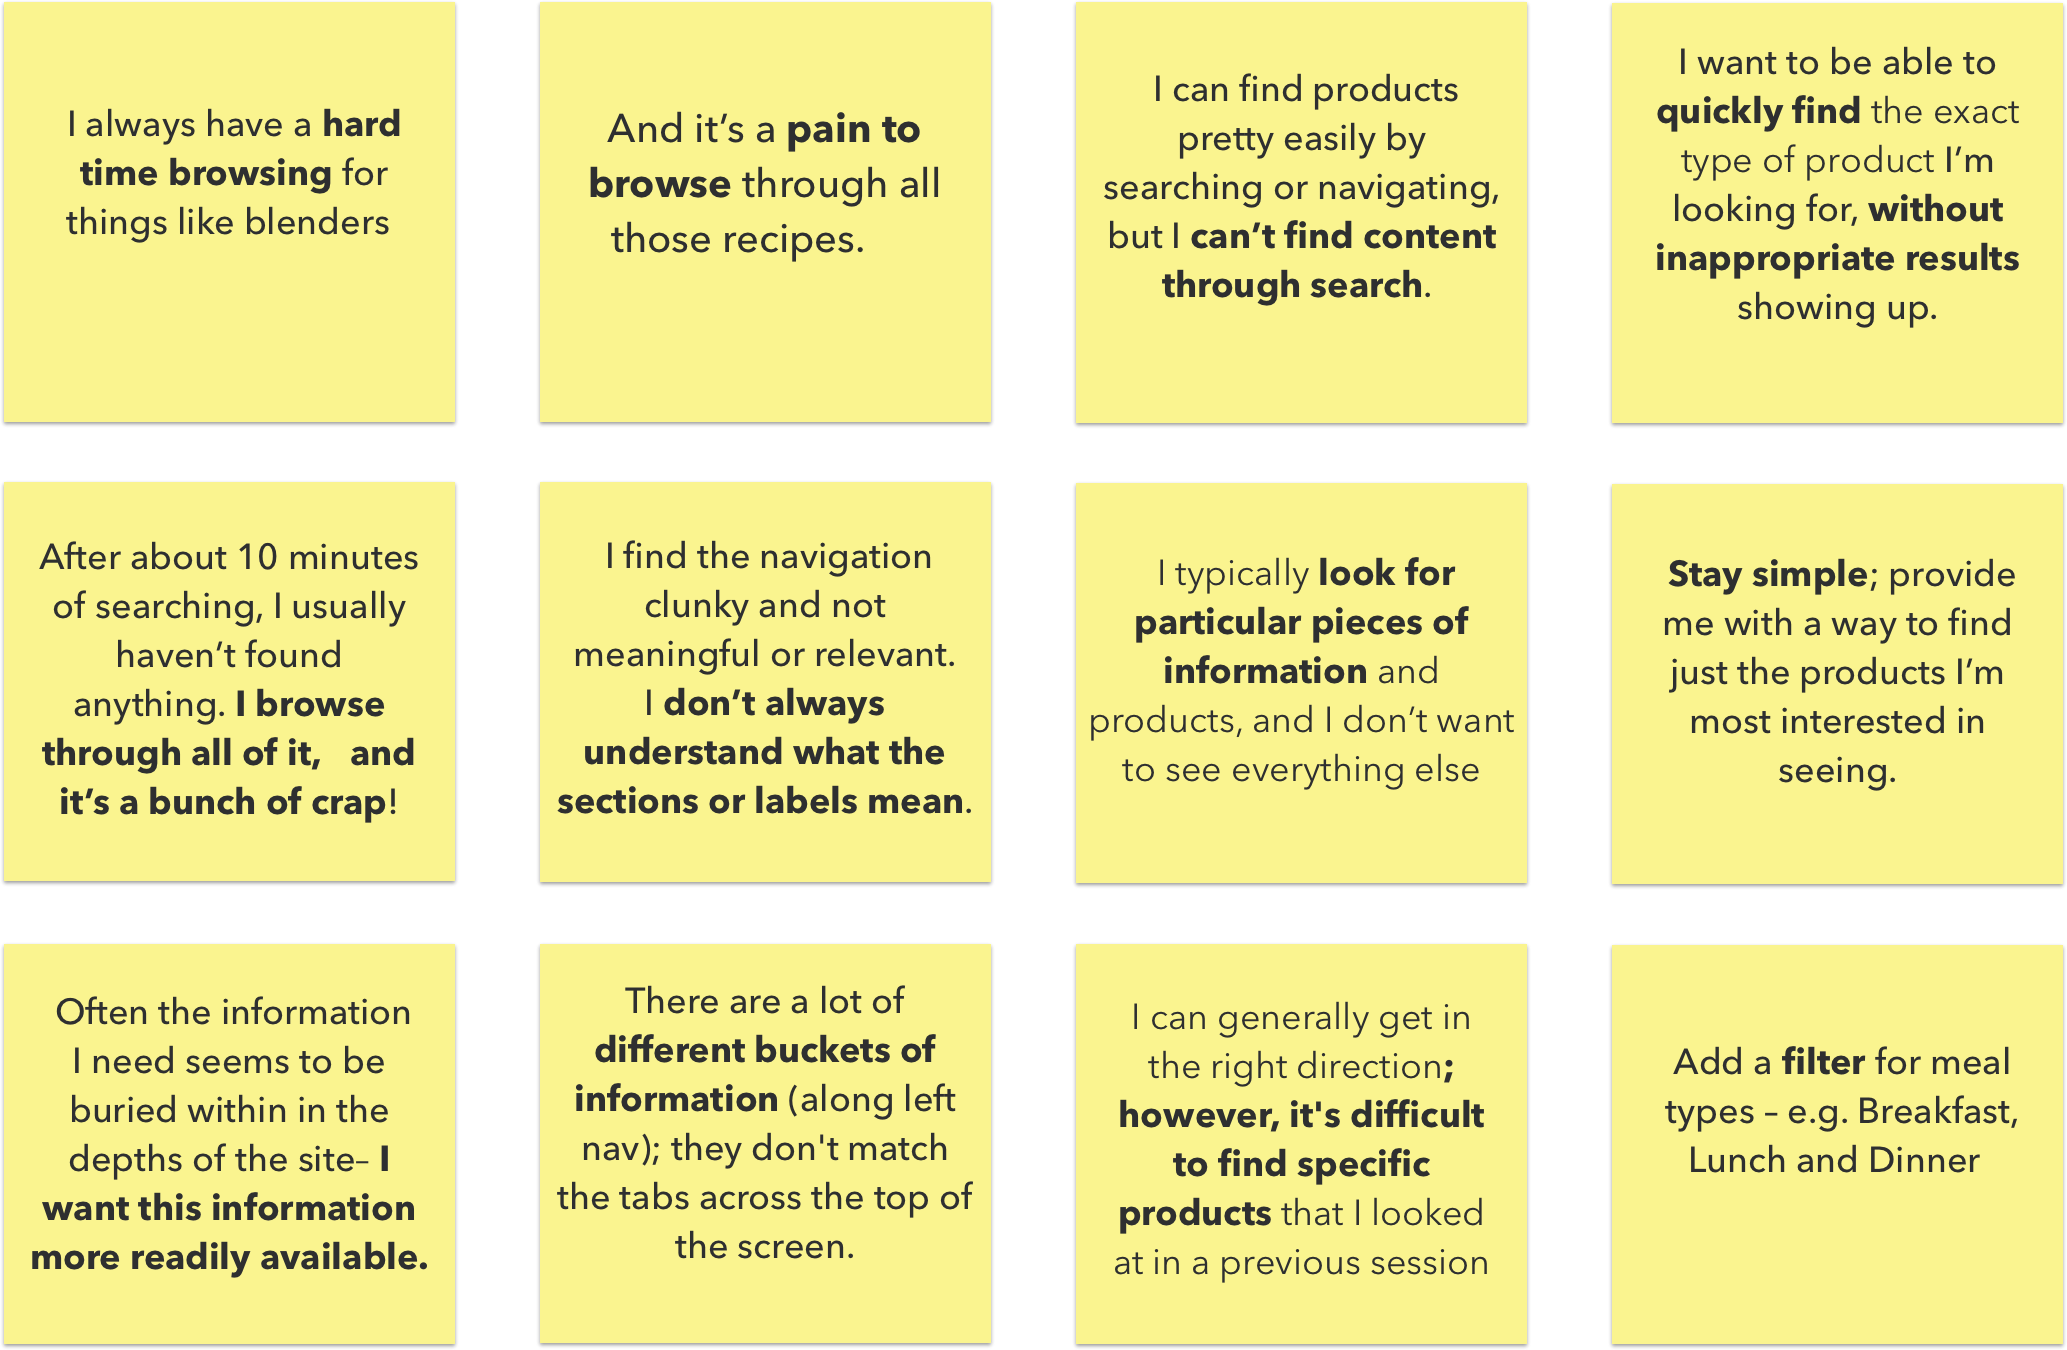 I always have a hard
time browsing for
things like blenders
And it’s a pain to
browse through all
those recipes.
I can find products
pretty easily by
searching or navigating,
but I can’t find content
through search.
I want to be able to
quickly find the exact
type of product I’m
looking for, without
inappropriate results
showing up.
After about 10 minutes
of searching, I usually
haven’t found
anything. I browse
through all of it, and
it’s a bunch of crap!
I find the navigation
clunky and not
meaningful or relevant.
I don’t always
understand what the
sections or labels mean.
I typically look for
particular pieces of
information and
products, and I don’t want
to see everything else
Stay simple; provide
me with a way to find
just the products I’m
most interested in
seeing.
Often the information
I need seems to be
buried within in the
depths of the site– I
want this information
more readily available.
There are a lot of
different buckets of
information (along left
nav); they don't match
the tabs across the top of
the screen.
I can generally get in
the right direction;
however, it's difficult
to find specific
products that I looked
at in a previous session
Add a filter for meal
types – e.g. Breakfast,
Lunch and Dinner